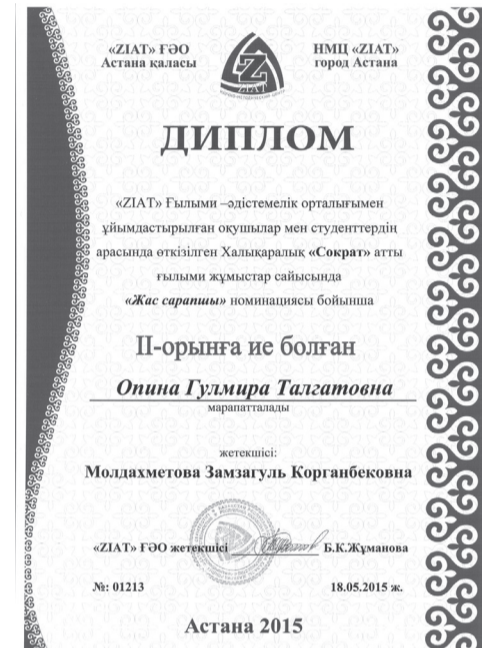 «ZIAT» ҒӘО
Астана қаласы
НМЦ «ZIAT»
город Астана
ZIAT
ДИПЛОМ
«ZIAT» Ғылыми –әдістемелік орталығымен
ұйымдастырылған оқушылар мен студенттердің
арасында өткізілген Халықаралық «Сократ» атты
ғылыми жұмыстар сайысында
«Жас сарапшы» номинациясы бойынша
II-орынға ие болған
Опина Гулмира Талгатовна
марапатталады
жетекшісі:
Молдахметова Замзагуль Корганбековна
«ZIAT» ҒӘО жетекшісі
Б.К.Жұманова
№: 01213
18.05.2015 ж.
Астана 2015